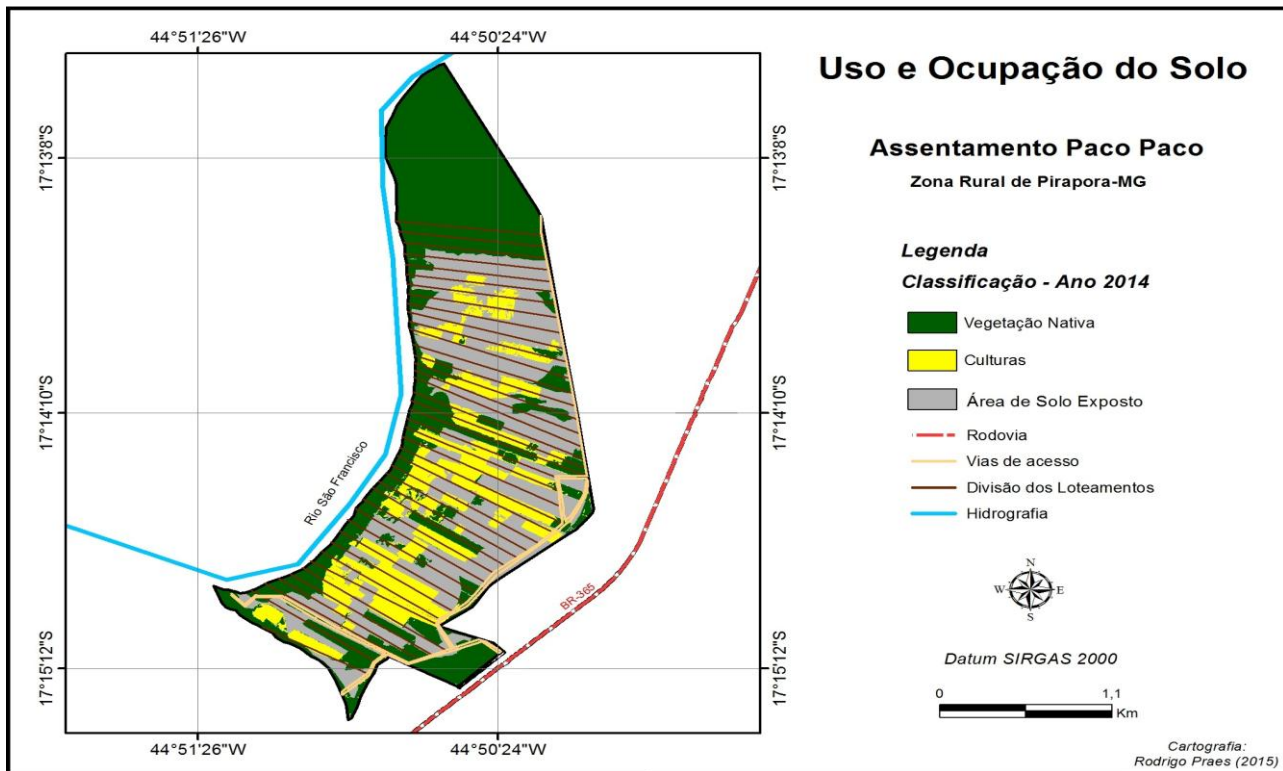 44°51'26"W
44°50'24"W
Uso e Ocupação do Solo
Assentamento Paco Paco
Zona Rural de Pirapora-MG
17°13'8"S
17°13'8"S
Legenda
Classificação - Ano 2014
Vegetação Nativa
Culturas
Área de Solo Exposto
Rodovia
Vias de acesso
Divisão dos Loteamentos
Hidrografia
17°14'10"S
17°14'10"S
Rio São Francisco
BR-365
N
W
E
S
17°15'12"S
17°15'12"S
Datum SIRGAS 2000
0
1,1
Km
44°51'26"W
44°50'24"W
Cartografia:
Rodrigo Praes (2015)